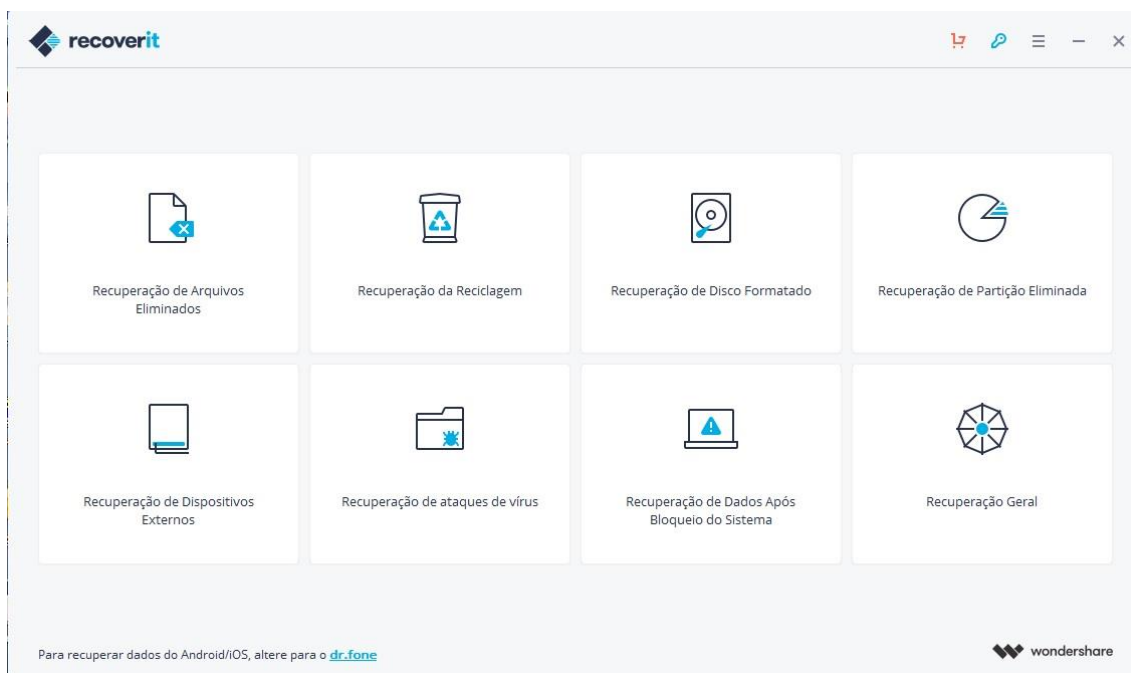 recoverit
Recuperação de Arquivos
Eliminados
Recuperação da Reciclagem
Recuperação de Disco Formatado
Recuperação de Partição Eliminada
Recuperação de Dispositivos
Externos
Recuperação de ataques de vírus
Recuperação de Dados Após
Bloqueio do Sistema
Recuperação Geral
Para recuperar dados do Android/iOS, altere para o dr.fone
wondershare